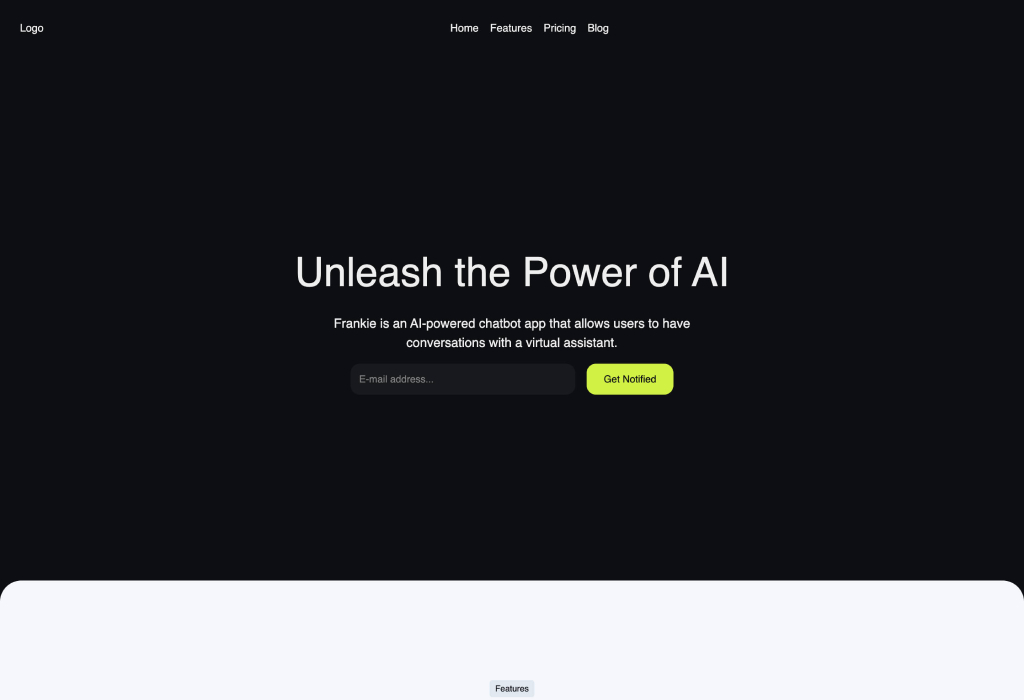 Logo
Home Features Pricing Blog
Unleash the Power of AI
Frankie is an AI-powered chatbot app that allows users to have
conversations with a virtual assistant.
E-mail address...
Get Notified
Features